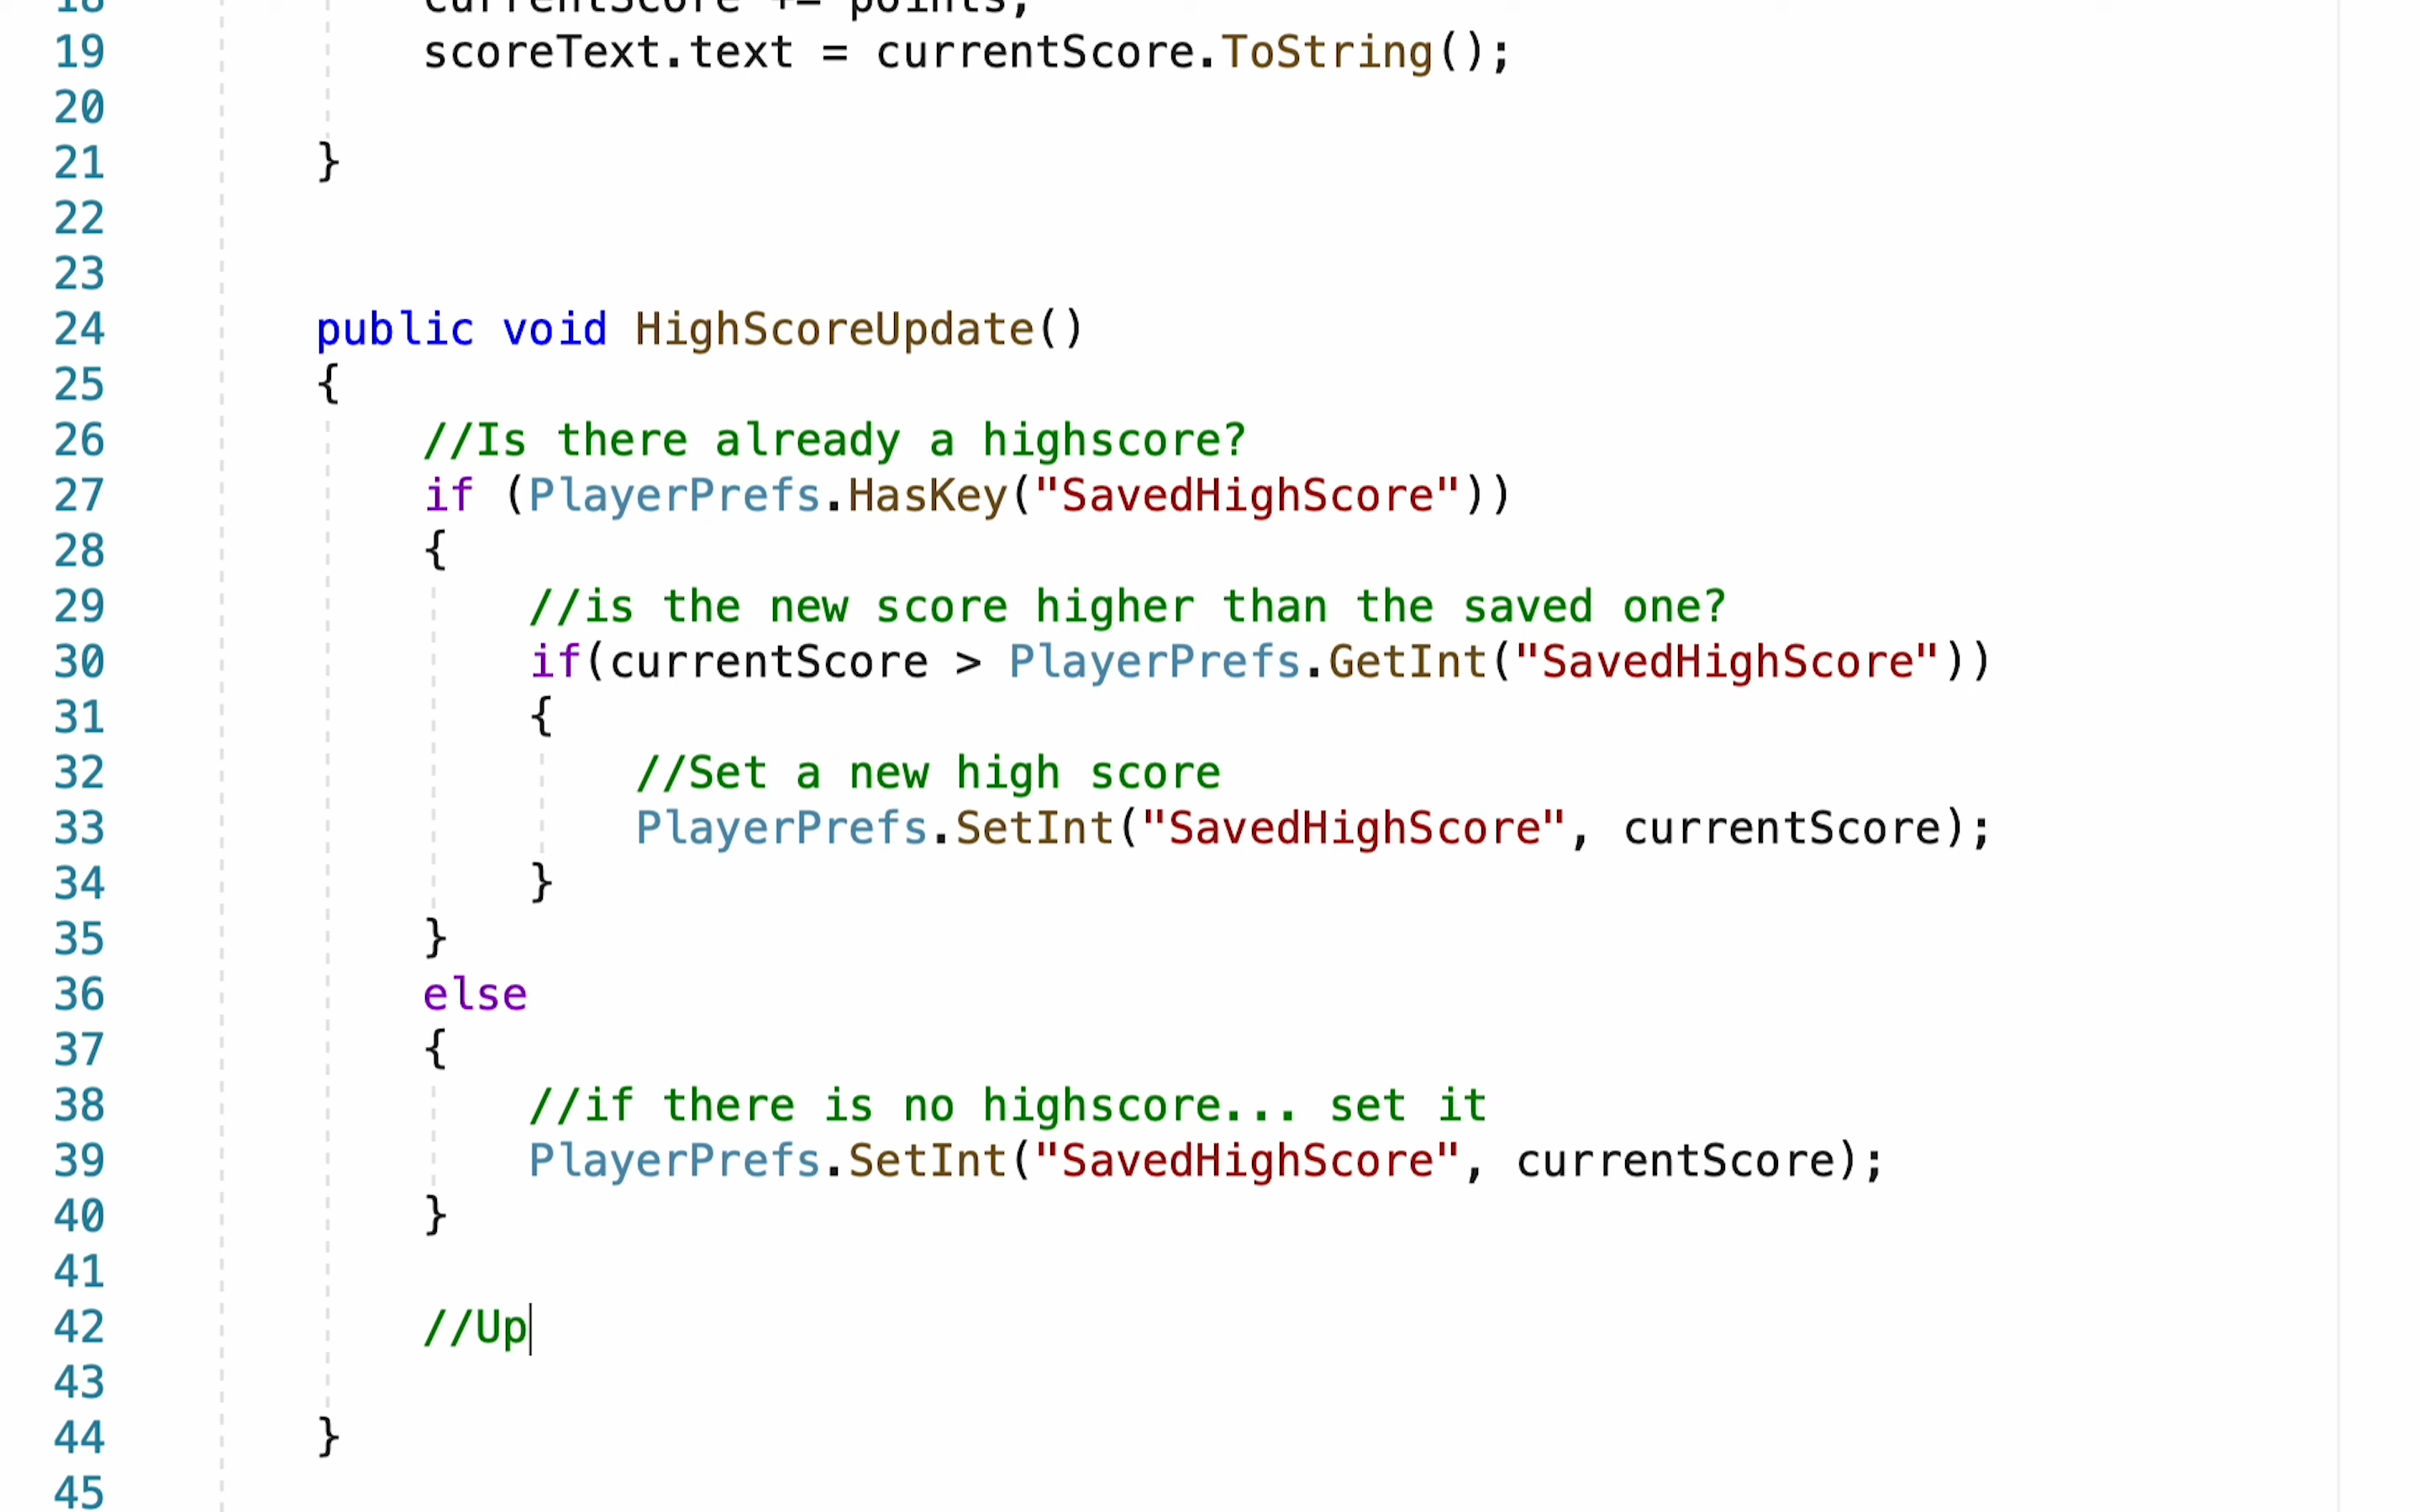 18 currentScore += points;
19 scoreText.text = currentScore.ToString();
20
21 }
22
23
24 public void HighScoreUpdate()
25 {
26 //Is there already a highscore?
27 if (PlayerPrefs.HasKey("SavedHighScore"))
28 {
29 //is the new score higher than the saved one?
30 if(currentScore > PlayerPrefs.GetInt("SavedHighScore"))
31 {
32 //Set a new high score
33 PlayerPrefs.SetInt("SavedHighScore", currentScore);
34 }
35 }
36 else
37 {
38 //if there is no highscore... set it
39 PlayerPrefs.SetInt("SavedHighScore", currentScore);
40 }
41
42 //Up
43
44 }
45